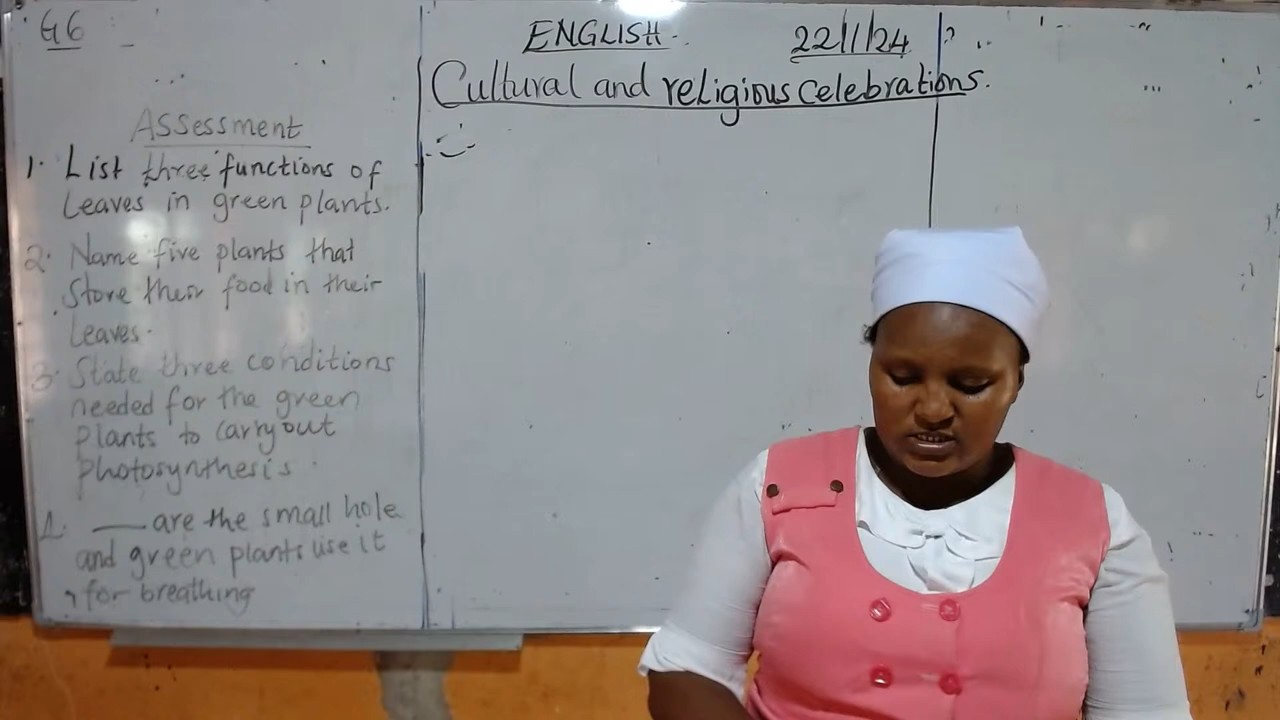 G6
Assessment
1. List three functions of
Leaves in green plants.
2. Name five plants that
Store their food in their
Leaves.
3. State three conditions
needed for the green
plants to carry out
photosynthesis.
4. ____ are the small hole
and green plants use it
for breathing
ENGLISH. 22/1/24
Cultural and religious celebrations.